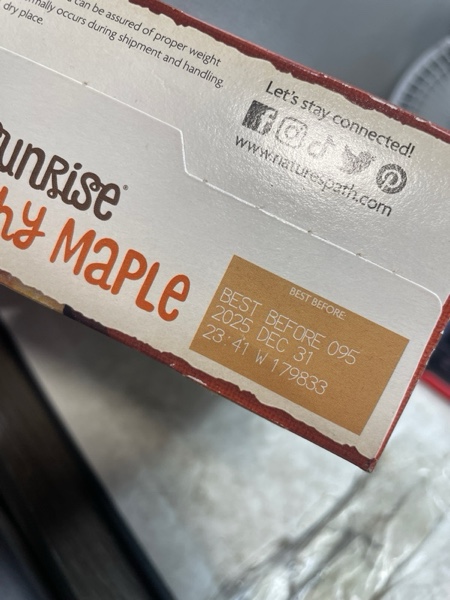 can be assured of proper weight
mally occurs during shipment and handling.
dry place.
Let's stay connected!
www.naturespath.com
SUNRISE®
hy MAPLE
BEST BEFORE
BEST BEFORE 095
2025 DEC 31
23:41 W 179833